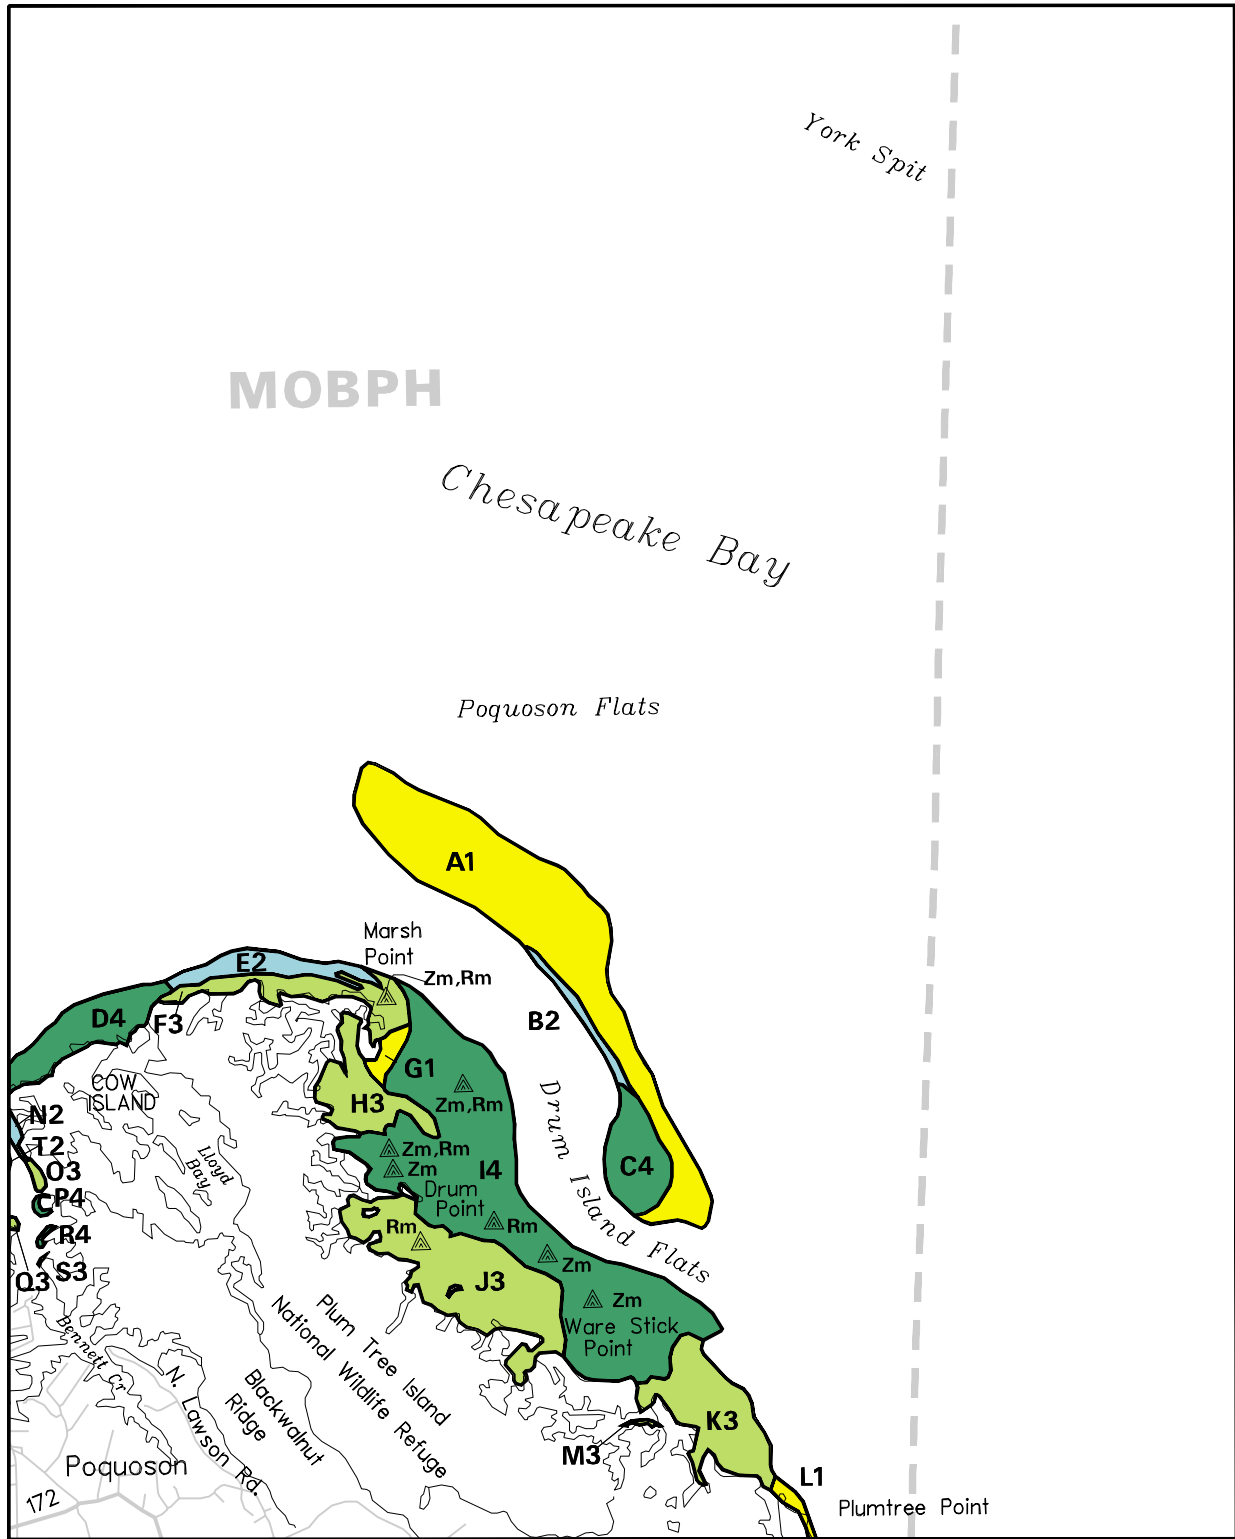 York Spit
MOBPH
Chesapeake Bay
Poquoson Flats
A1
Marsh
Point
E2
Zm,Rm
D4
F3
B2
G1
COW
ISLAND
H3
Zm,Rm
Drum Island Flats
N2
T2
Lloyd
Bay
Zm,Rm
O3
Zm
I4
C4
P4
Drum
Point
R4
Rm
Rm
Zm
Q3
S3
J3
Zm
Ware Stick
Point
Bennett Cr
Plum Tree Island
National Wildlife Refuge
N. Lawson Rd.
Blackwalnut
Ridge
K3
M3
Poquoson
L1
172
Plumtree Point